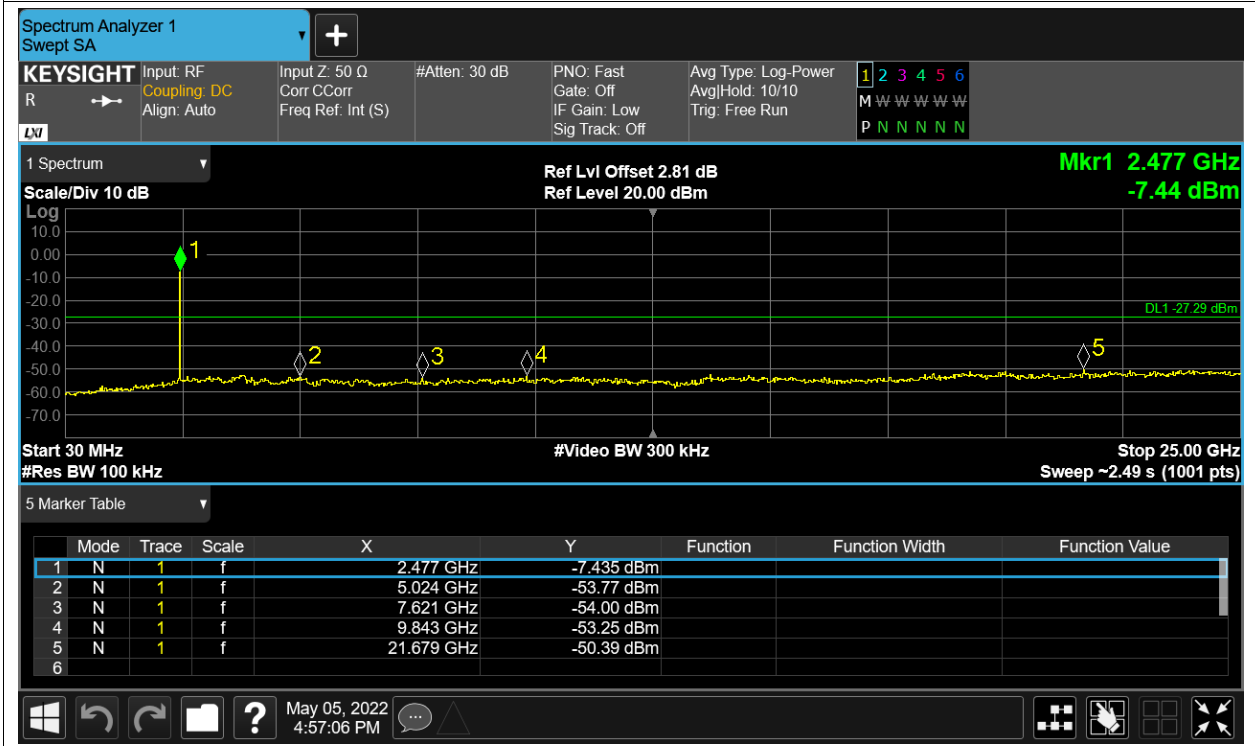 Spectrum Analyzer 1
Swept SA
+
KEYSIGHT
R
LXI
Input: RF
Coupling: DC
Align: Auto
Input Z: 50 Ω
Corr CCorr
Freq Ref: Int (S)
#Atten: 30 dB
PNO: Fast
Gate: Off
IF Gain: Low
Sig Track: Off
Avg Type: Log-Power
Avg|Hold: 10/10
Trig: Free Run
1 2 3 4 5 6
M W W W W W
P N N N N N
1 Spectrum
Scale/Div 10 dB
Ref Lvl Offset 2.81 dB
Ref Level 20.00 dBm
Mkr1 2.477 GHz
-7.44 dBm
Log
10.0
0.00
-10.0
-20.0
-30.0
-40.0
-50.0
-60.0
-70.0
1
2
3
4
5
DL1 -27.29 dBm
Start 30 MHz
#Res BW 100 kHz
#Video BW 300 kHz
Stop 25.00 GHz
Sweep ~2.49 s (1001 pts)
5 Marker Table
Mode Trace Scale X Y Function Function Width Function Value
1 N 1 f 2.477 GHz -7.435 dBm
2 N 1 f 5.024 GHz -53.77 dBm
3 N 1 f 7.621 GHz -54.00 dBm
4 N 1 f 9.843 GHz -53.25 dBm
5 N 1 f 21.679 GHz -50.39 dBm
6
?
May 05, 2022
4:57:06 PM